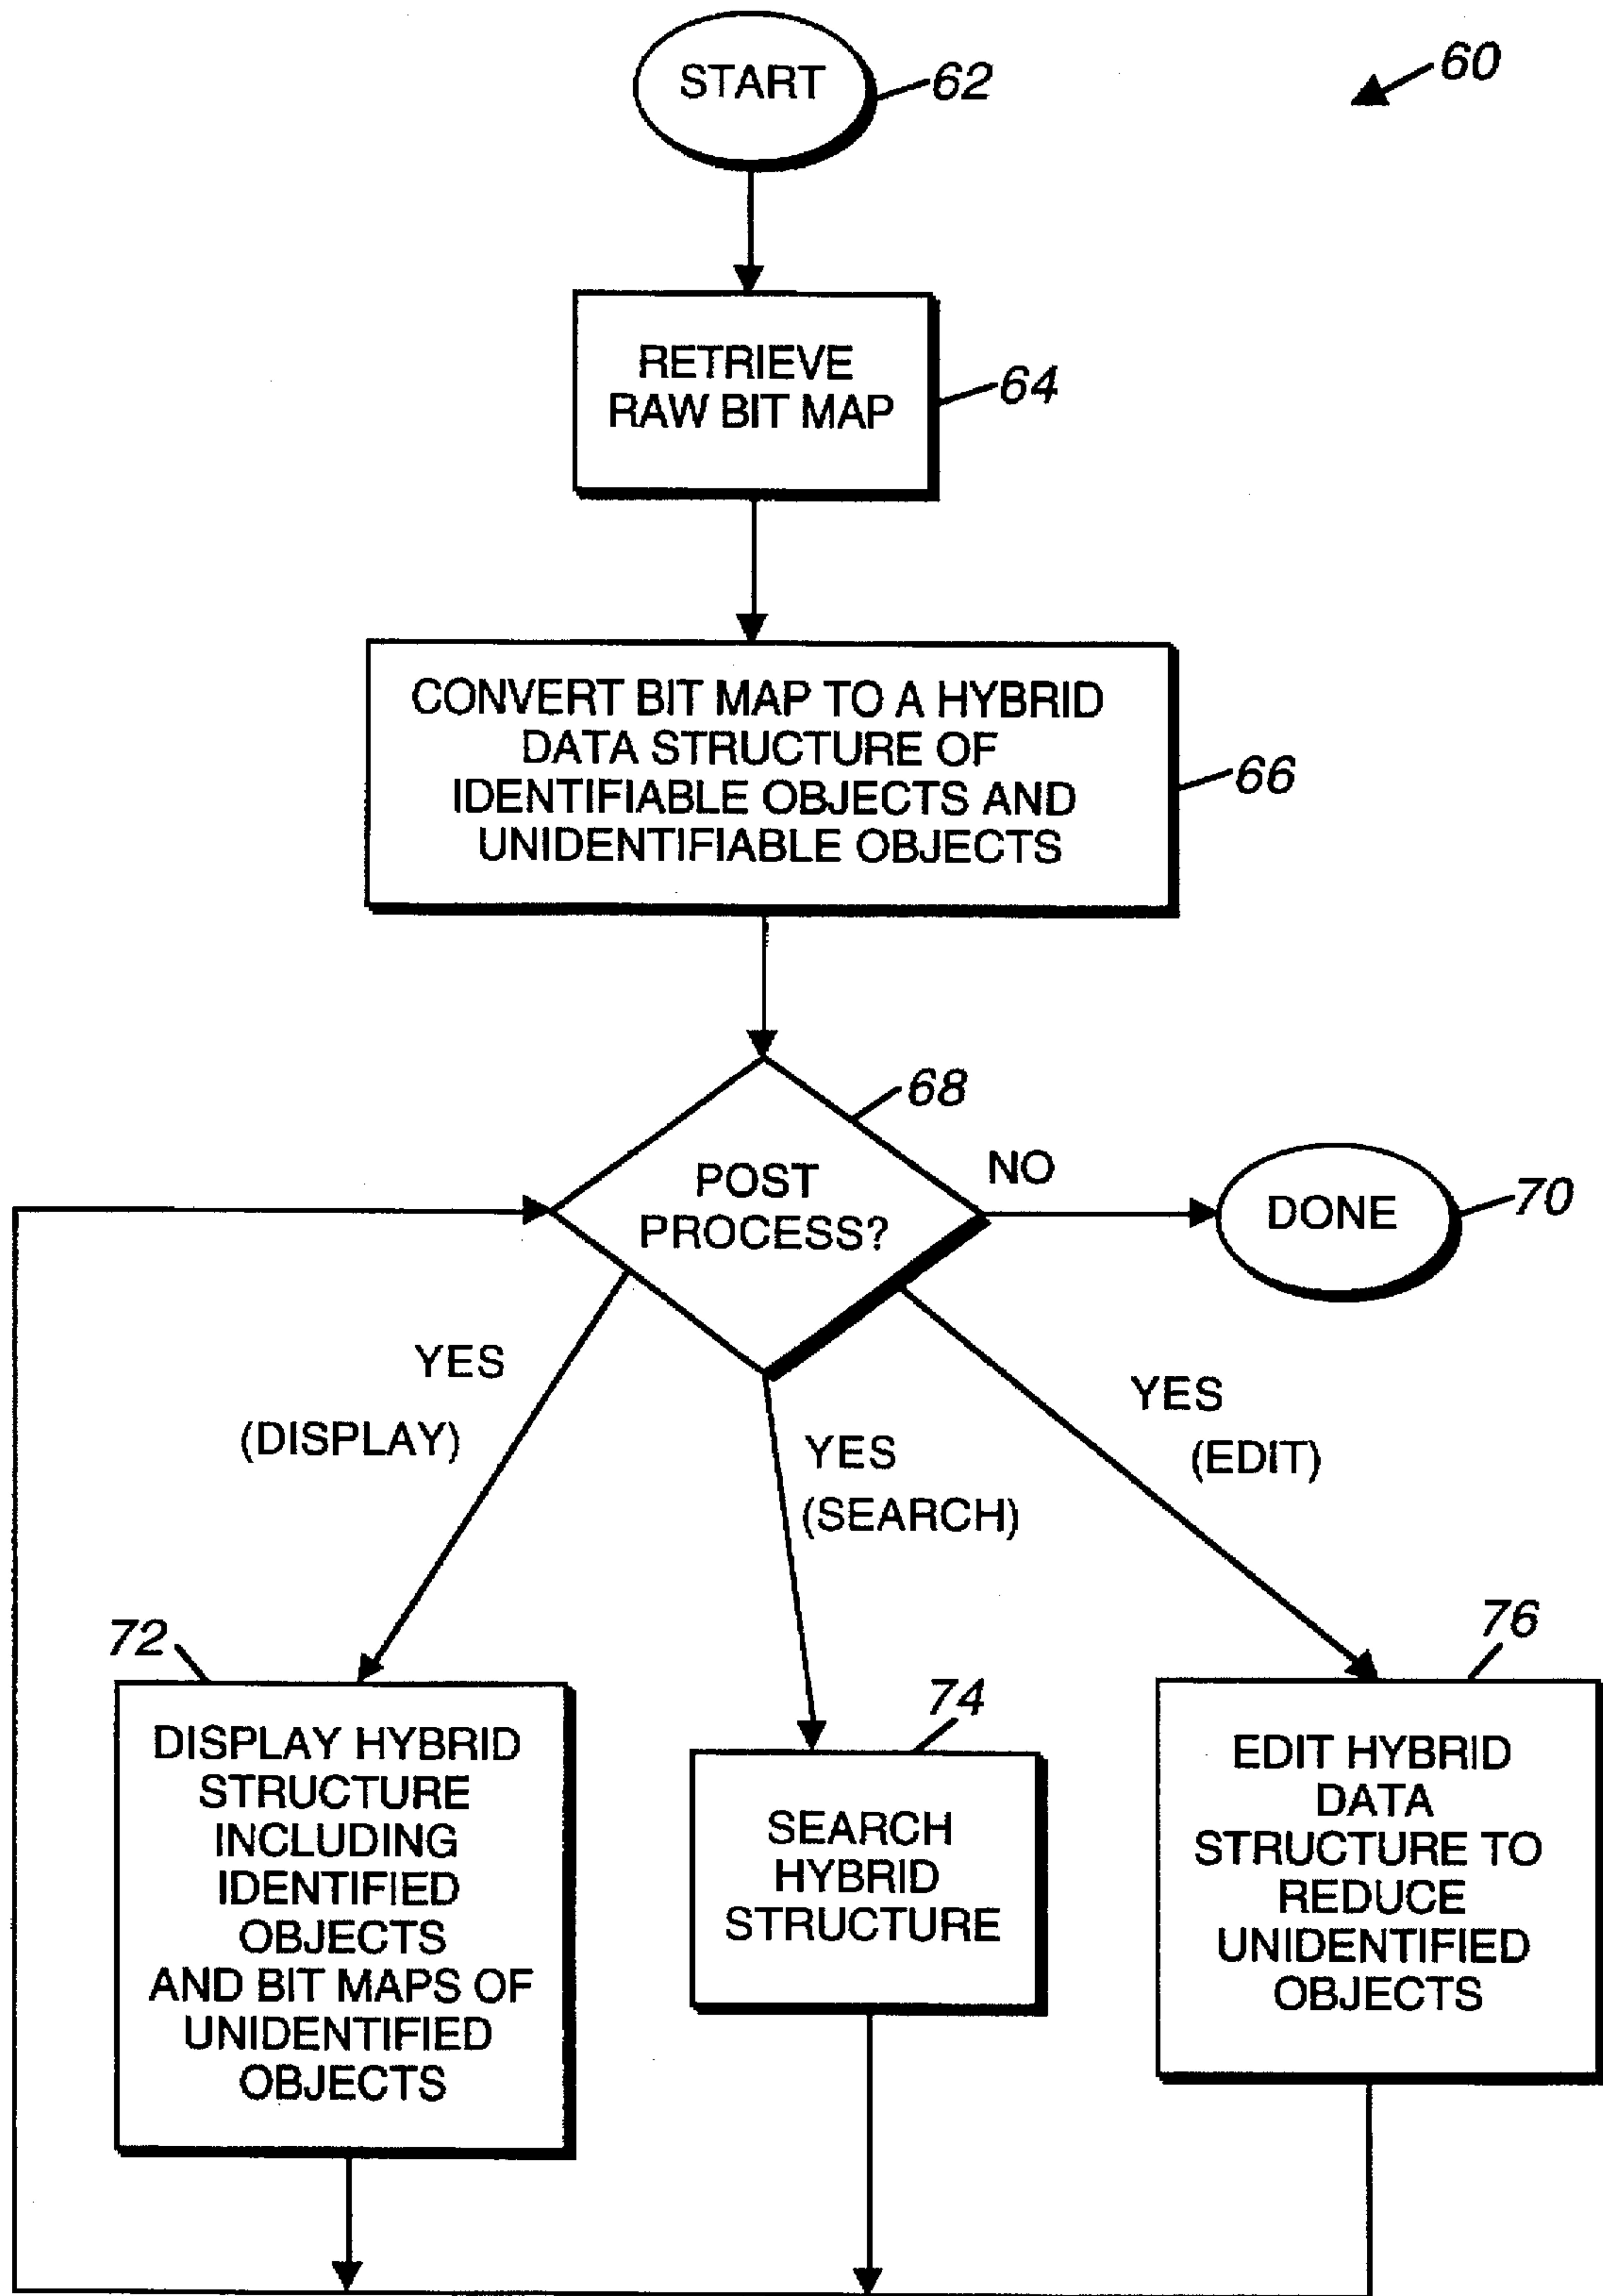 START
62
60
RETRIEVE
RAW BIT MAP
64
CONVERT BIT MAP TO A HYBRID
DATA STRUCTURE OF
IDENTIFIABLE OBJECTS AND
UNIDENTIFIABLE OBJECTS
66
68
POST
PROCESS?
NO
DONE
70
YES
(DISPLAY)
YES
(SEARCH)
YES
(EDIT)
72
DISPLAY HYBRID
STRUCTURE
INCLUDING
IDENTIFIED
OBJECTS
AND BIT MAPS OF
UNIDENTIFIED
OBJECTS
74
SEARCH
HYBRID
STRUCTURE
76
EDIT HYBRID
DATA
STRUCTURE TO
REDUCE
UNIDENTIFIED
OBJECTS